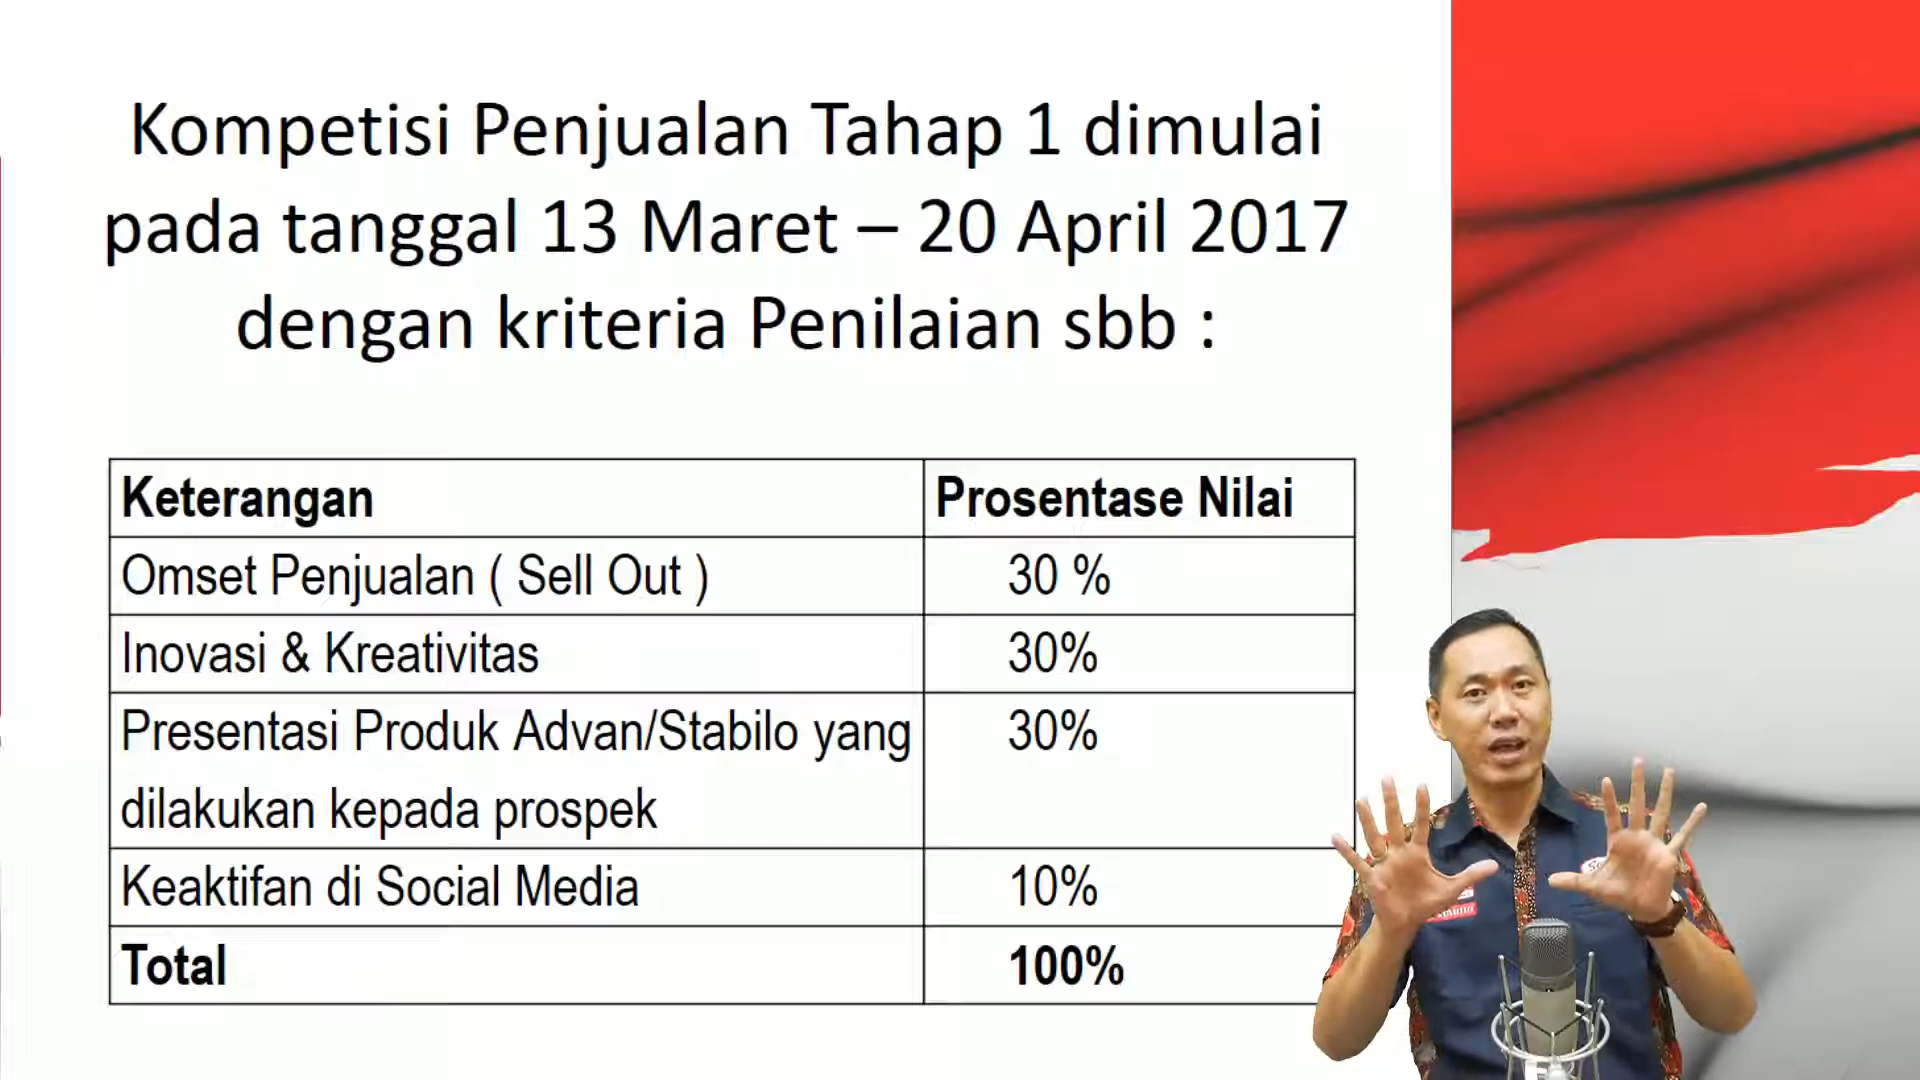 Kompetisi Penjualan Tahap 1 dimulai
pada tanggal 13 Maret – 20 April 2017
dengan kriteria Penilaian sbb :
Keterangan Prosentase Nilai
Omset Penjualan ( Sell Out ) 30 %
Inovasi & Kreativitas 30%
Presentasi Produk Advan/Stabilo yang 30%
dilakukan kepada prospek
Keaktifan di Social Media 10%
Total 100%